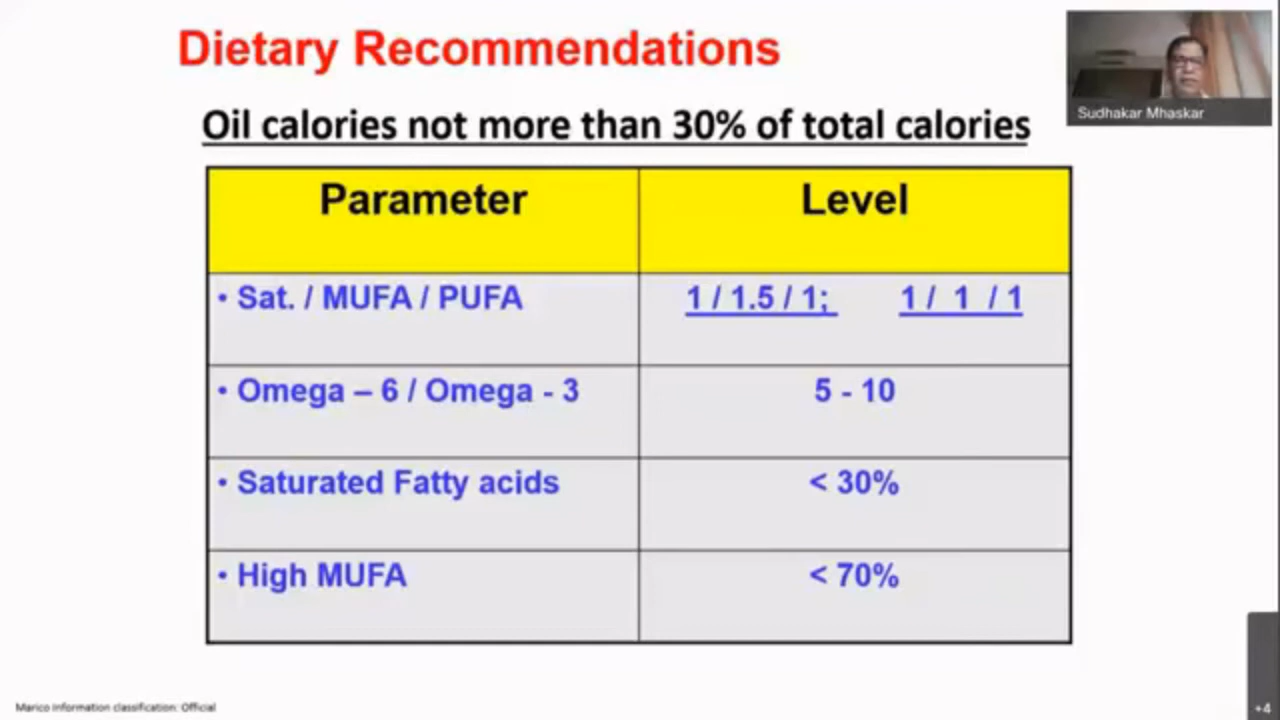 Dietary Recommendations
Sudhakar Mhaskar
Oil calories not more than 30% of total calories
Parameter Level
• Sat. / MUFA / PUFA 1 / 1.5 / 1; 1 / 1 / 1
• Omega – 6 / Omega - 3 5 - 10
• Saturated Fatty acids < 30%
• High MUFA < 70%
Marico Information classification: Official
+4